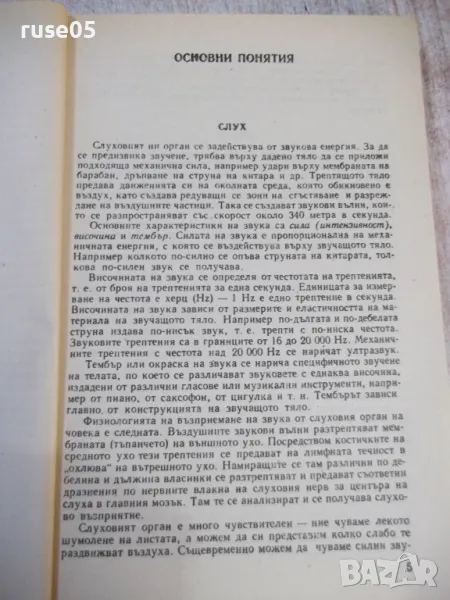 ruse05
ОСНОВНИ ПОНЯТИЯ
СЛУХ
Слуховият ни орган се задействува от звукова енергия. За да
се предизвика звучене, трябва върху дадено тяло да се приложи
подходяща механична сила, например удари върху мембраната на
барабан, дръпване на струна на китара и др. Трептящото тяло
предава движенията си на околната среда, която обикновено е
въздух, като създава редуващи се зони на сгъстяване и разреж-
дане на въздушните частици. Така се създават звукови вълни, кои-
то се разпространяват със скорост около 340 метра в секунда.
Основните характеристики на звука са сила (интензивност),
височина и тембър. Силата на звука е пропорционална на меха-
ничната енергия, с която се въздействува върху звучащото тяло.
Например колкото по-силно се опъва струната на китарата, тол-
кова по-силен звук се получава.
Височината на звука се определя от честотата на трептенията,
т. е. от броя на трептенията за една секунда. Единицата за измер-
ване на честота е херц (Hz) — 1 Hz е едно трептене в секунда.
Височината на звука зависи от размерите и еластичността на ма-
териала на звучащото тяло. Например по-дългата и по-дебелата
струна издава по-нисък звук, т. е. трепти с по-ниска честота.
Звуковите трептения са в границите от 16 до 20 000 Hz. Механич-
ните трептения с честота над 20 000 Hz се наричат ултразвук.
Тембър или окраска на звука се нарича специфичното звучене
на телата, по което се различават звуковете с еднаква височина,
издадени от различни гласове или музикални инструменти, напри-
мер от пиано, от саксофон, от цигулка и т. н. Тембърът зависи
главно от конструкцията на звучащото тяло.
Физиологията на възприемане на звука от слуховия орган на
човека е следната. Въздушните звукови вълни разтрептяват мем-
браната (тъпанчето) на външното ухо. Посредством костичките на
средното ухо тези трептения се предават на лимфната течност в
„охлюва" на вътрешното ухо. Намиращите се там различни по де-
белина и дължина власинки се разтрептяват и предават съответни
дразнения по нервните влакна на слуховия нерв за центъра на
слуха в главния мозък. Там те се анализират и се получава слухо-
во възприятие.
Слуховият орган е много чувствителен — ние чуваме лекото
шумолене на листата, а можем да си представим колко слабо те
раздвижват въздуха. Същевременно можем да чуваме силни зву-
5
bazar